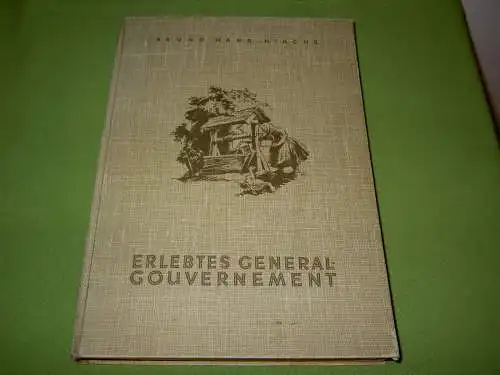 BRUNO HANS HIRCHE
ERLEBTES GENERAL-
GOUVERNEMENT